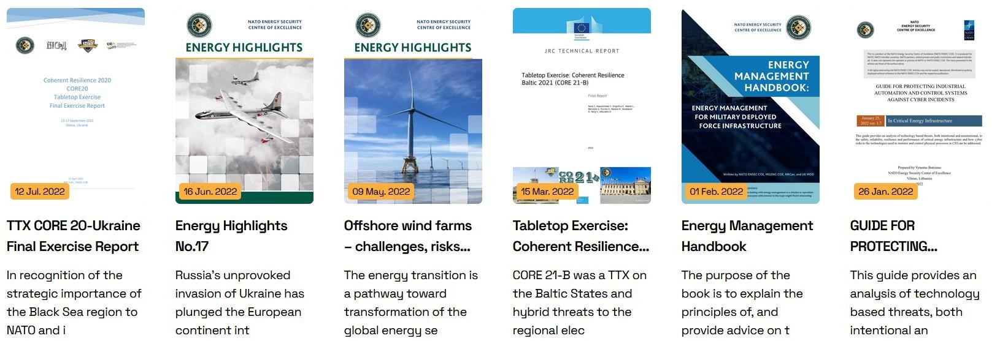 Coherent Resilience 2020
CORE20
Tabletop Exercise
Final Exercise Report
13-17 September 2021
Odesa, Ukraine
12 Jul. 2022
TTX CORE 20-Ukraine
Final Exercise Report
In recognition of the
strategic importance of
the Black Sea region to
NATO and i
NATO ENERGY SECURITY
CENTRE OF EXCELLENCE
ENERGY HIGHLIGHTS
16 Jun. 2022
Energy Highlights
No.17
Russia's unprovoked
invasion of Ukraine has
plunged the European
continent int
NATO ENERGY SECURITY
CENTRE OF EXCELLENCE
ENERGY HIGHLIGHTS
09 May. 2022
Offshore wind farms
– challenges, risks...
The energy transition is
a pathway toward
transformation of the
global energy se
European
Commission
JRC TECHNICAL REPORT
Tabletop Exercise: Coherent Resilience
Baltic 2021 (CORE 21-B)
Final Report
2022
CORE 21
15 Mar. 2022
Tabletop Exercise:
Coherent Resilience...
CORE 21-B was a TTX on
the Baltic States and
hybrid threats to the
regional elec
NATO ENERGY SECURITY
CENTRE OF EXCELLENCE
ENERGY
MANAGEMENT
HANDBOOK:
ENERGY MANAGEMENT
FOR MILITARY DEPLOYED
FORCE INFRASTRUCTURE
Written by NATO ENSEC COE, MILENG COE, NRCan, and UK MOD
01 Feb. 2022
Energy Management
Handbook
The purpose of the
book is to explain the
principles of, and
provide advice on t
NATO
ENERGY SECURITY
CENTRE OF EXCELLENCE
NATO
OTAN
GUIDE FOR PROTECTING INDUSTRIAL
AUTOMATION AND CONTROL SYSTEMS
AGAINST CYBER INCIDENTS
January 25,
2022 ver. 1.7
In Critical Energy Infrastructure
This guide provides an analysis of technology based threats, both intentional and unintentional, to
the safety, reliability, resilience and performance of critical energy infrastructure and how cyber
risks to the technologies used to monitor and control physical processes in CEI can be addressed.
Prepared by Vytautas Butrimas
NATO Energy Security Center of Excellence
Vilnius, Lithuania
2022
26 Jan. 2022
GUIDE FOR
PROTECTING...
This guide provides an
analysis of technology
based threats, both
intentional an